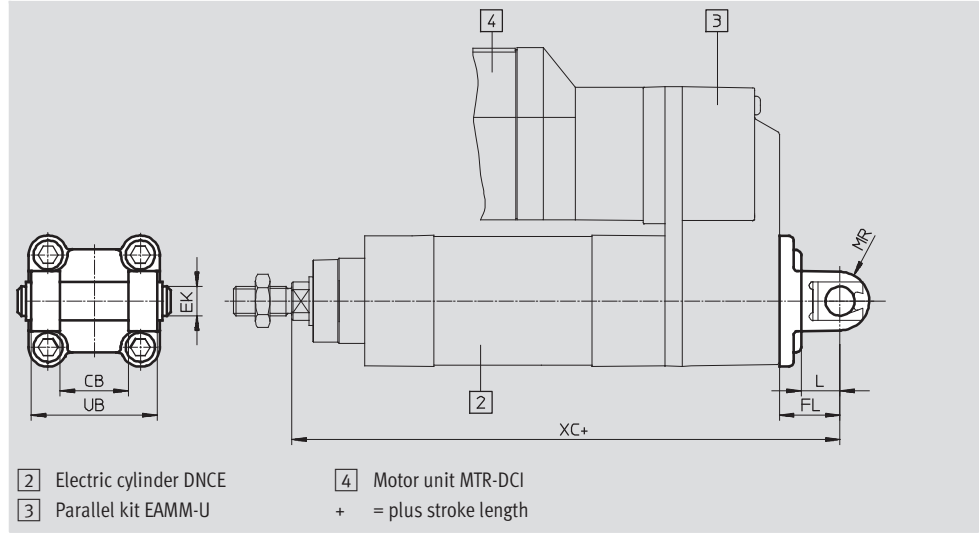 4
3
MR
EK
CB
UB
2
L
FL
XC+
2 Electric cylinder DNCE
3 Parallel kit EAMM-U
4 Motor unit MTR-DCI
+ = plus stroke length